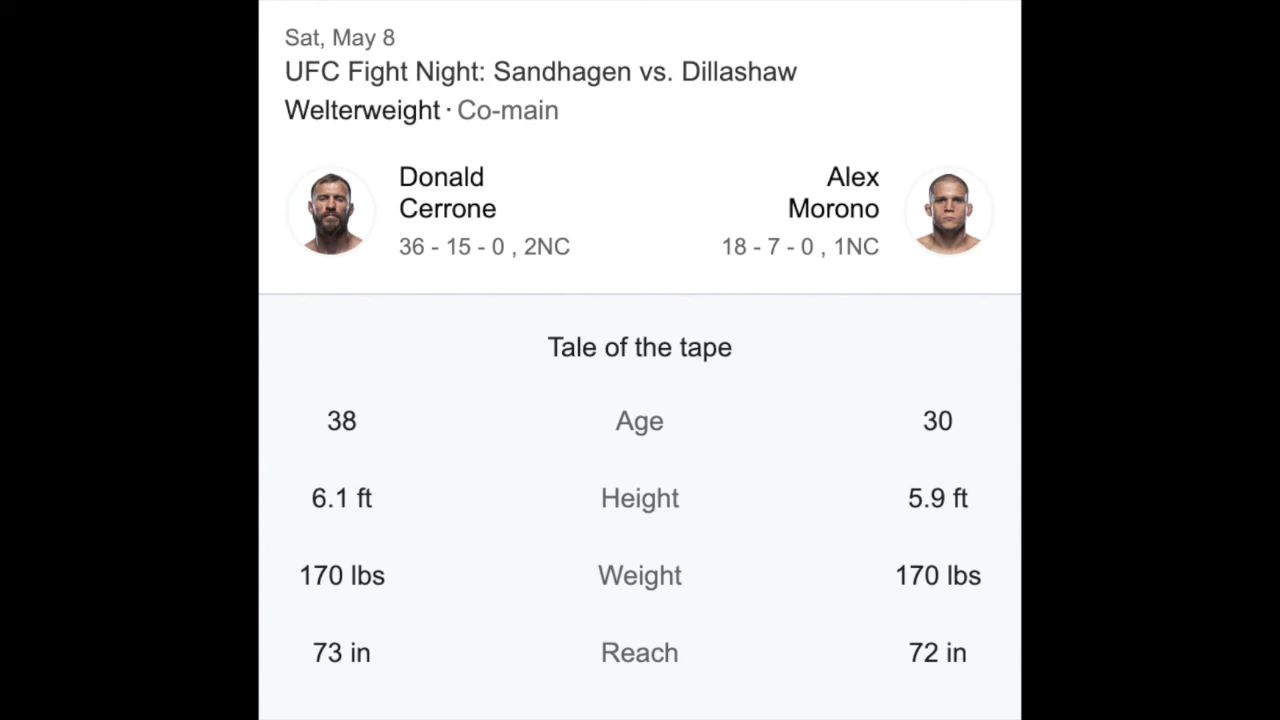 Sat, May 8
UFC Fight Night: Sandhagen vs. Dillashaw
Welterweight · Co-main
Donald Cerrone
36 - 15 - 0 , 2NC
Alex Morono
18 - 7 - 0 , 1NC
Tale of the tape
38 Age 30
6.1 ft Height 5.9 ft
170 lbs Weight 170 lbs
73 in Reach 72 in